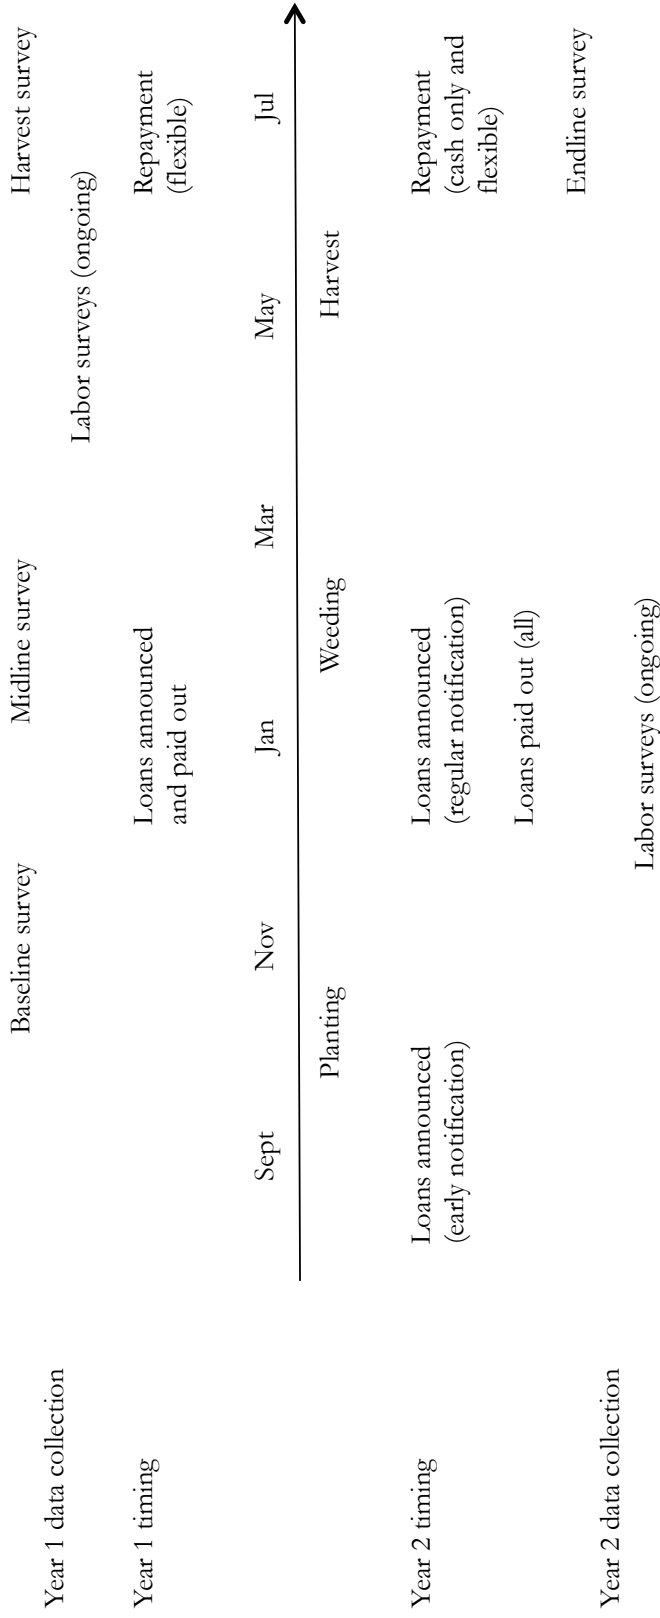 Year 1 data collection
Baseline survey
Midline survey
Harvest survey
Labor surveys (ongoing)
Year 1 timing
Loans announced
and paid out
Repayment
(flexible)
Sept
Nov
Jan
Mar
May
Jul
Planting
Weeding
Harvest
Year 2 timing
Loans announced
(early notification)
Loans announced
(regular notification)
Loans paid out (all)
Repayment
(cash only and
flexible)
Year 2 data collection
Endline survey
Labor surveys (ongoing)